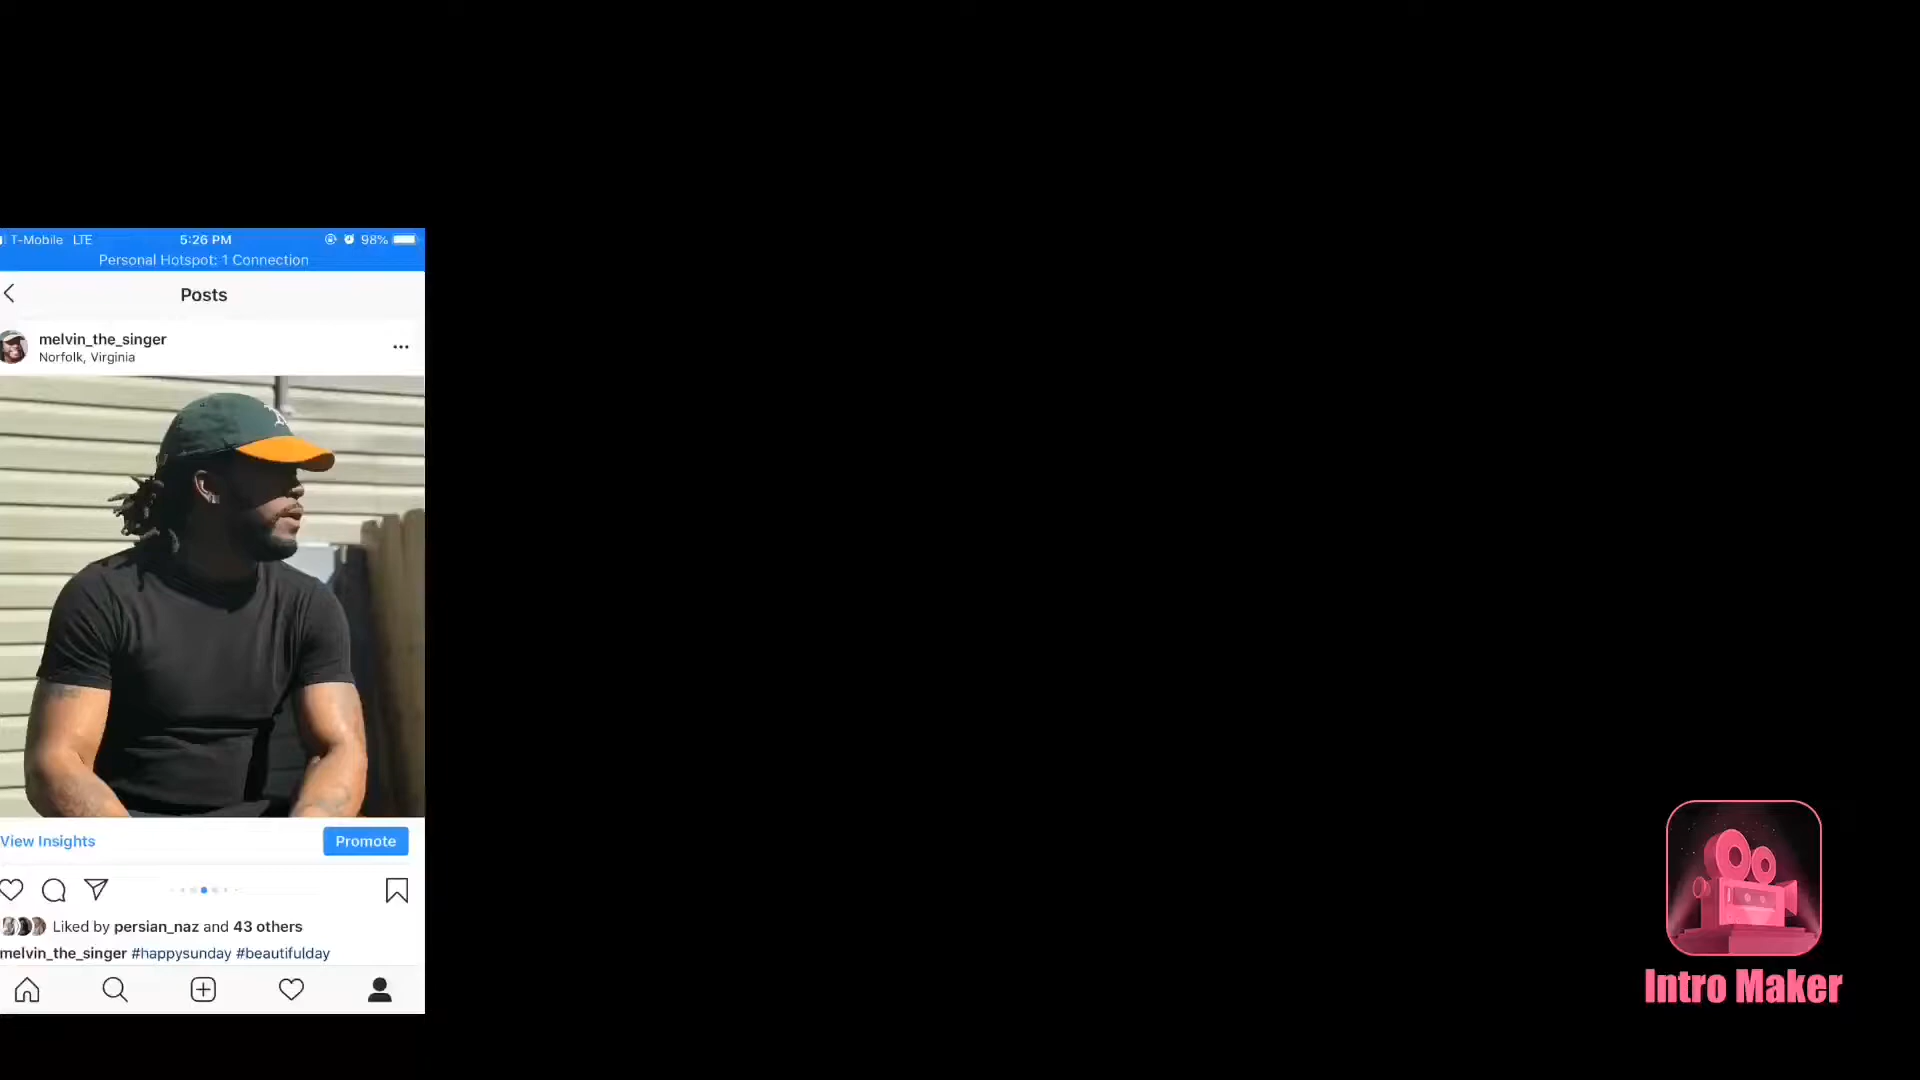 T-Mobile LTE 5:26 PM 98%
Personal Hotspot: 1 Connection
Posts
melvin_the_singer
Norfolk, Virginia
View Insights Promote
Liked by persian_naz and 43 others
melvin_the_singer #happysunday #beautifulday
Intro Maker